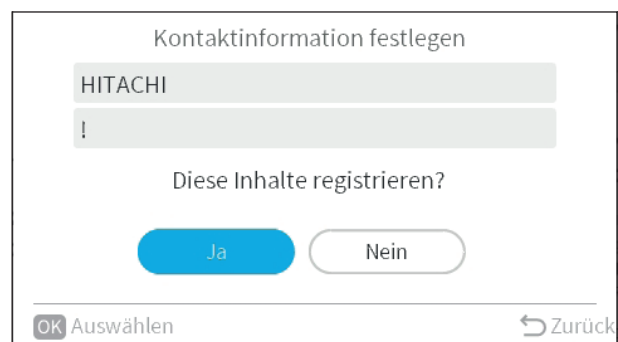 Kontaktinformation festlegen
HITACHI
!
Diese Inhalte registrieren?
Ja Nein
OK Auswählen Zurück